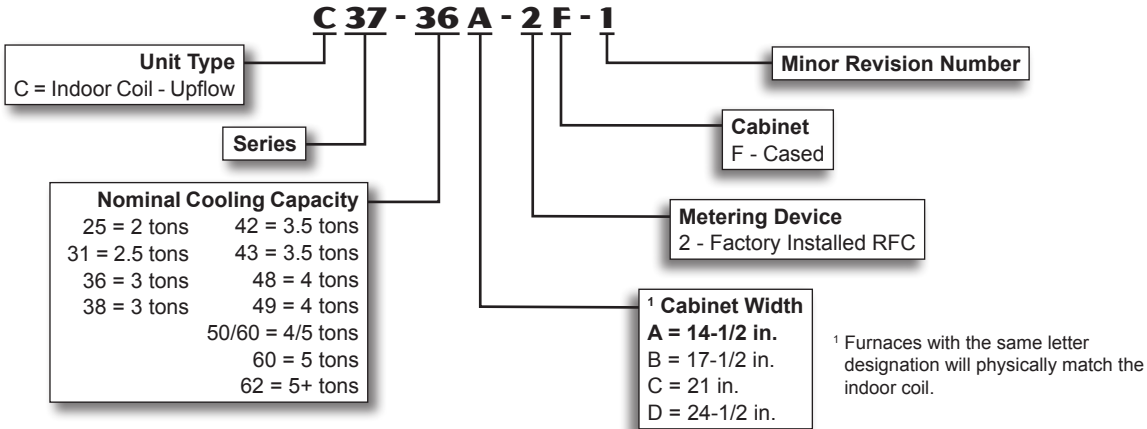 C 37 - 36 A - 2 F - 1
Unit Type
C = Indoor Coil - Upflow
Series
Nominal Cooling Capacity
25 = 2 tons 42 = 3.5 tons
31 = 2.5 tons 43 = 3.5 tons
36 = 3 tons 48 = 4 tons
38 = 3 tons 49 = 4 tons
50/60 = 4/5 tons
60 = 5 tons
62 = 5+ tons
Minor Revision Number
Cabinet
F - Cased
Metering Device
2 - Factory Installed RFC
¹ Cabinet Width
A = 14-1/2 in.
B = 17-1/2 in.
C = 21 in.
D = 24-1/2 in.
¹ Furnaces with the same letter
designation will physically match the
indoor coil.